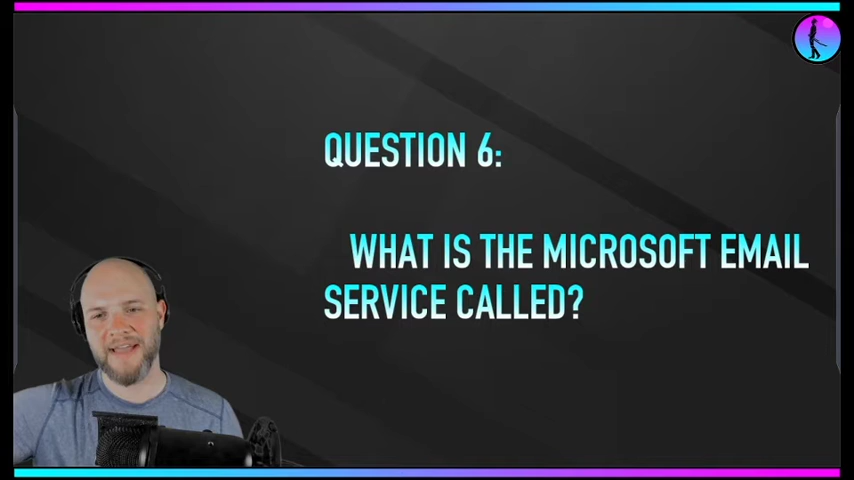 QUESTION 6:
WHAT IS THE MICROSOFT EMAIL
SERVICE CALLED?